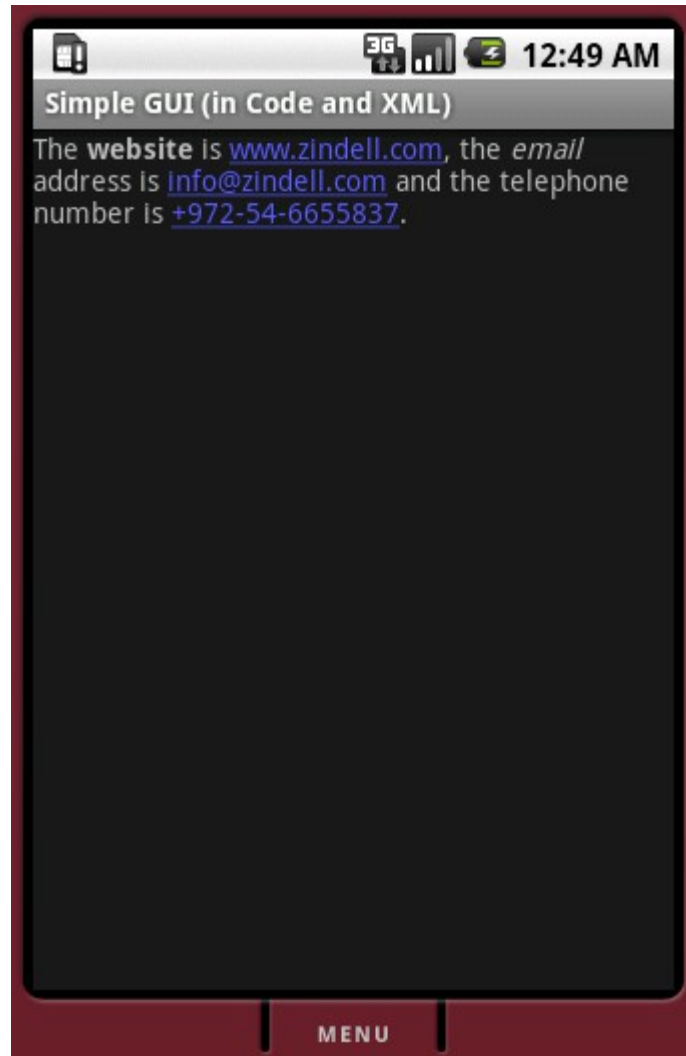 3G
12:49 AM
Simple GUI (in Code and XML)
The website is www.zindell.com, the email
address is info@zindell.com and the telephone
number is +972-54-6655837.
MENU